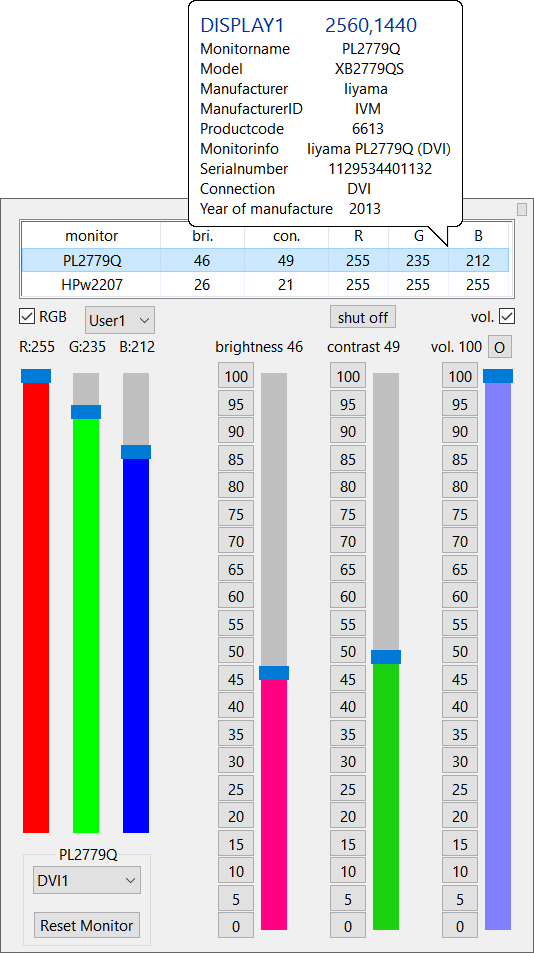 DISPLAY1 2560,1440
Monitorname PL2779Q
Model XB2779QS
Manufacturer Iiyama
ManufacturerID IVM
Productcode 6613
Monitorinfo Iiyama PL2779Q (DVI)
Serialnumber 1129534401132
Connection DVI
Year of manufacture 2013
monitor bri. con. R G B
PL2779Q 46 49 255 235 212
HPw2207 26 21 255 255 255
RGB User1 shut off vol.
R:255 G:235 B:212 brightness 46 contrast 49 vol. 100 O
100 100 100
95 95 95
90 90 90
85 85 85
80 80 80
75 75 75
70 70 70
65 65 65
60 60 60
55 55 55
50 50 50
45 45 45
40 40 40
35 35 35
30 30 30
25 25 25
20 20 20
15 15 15
10 10 10
5 5 5
0 0 0
PL2779Q
DVI1
Reset Monitor